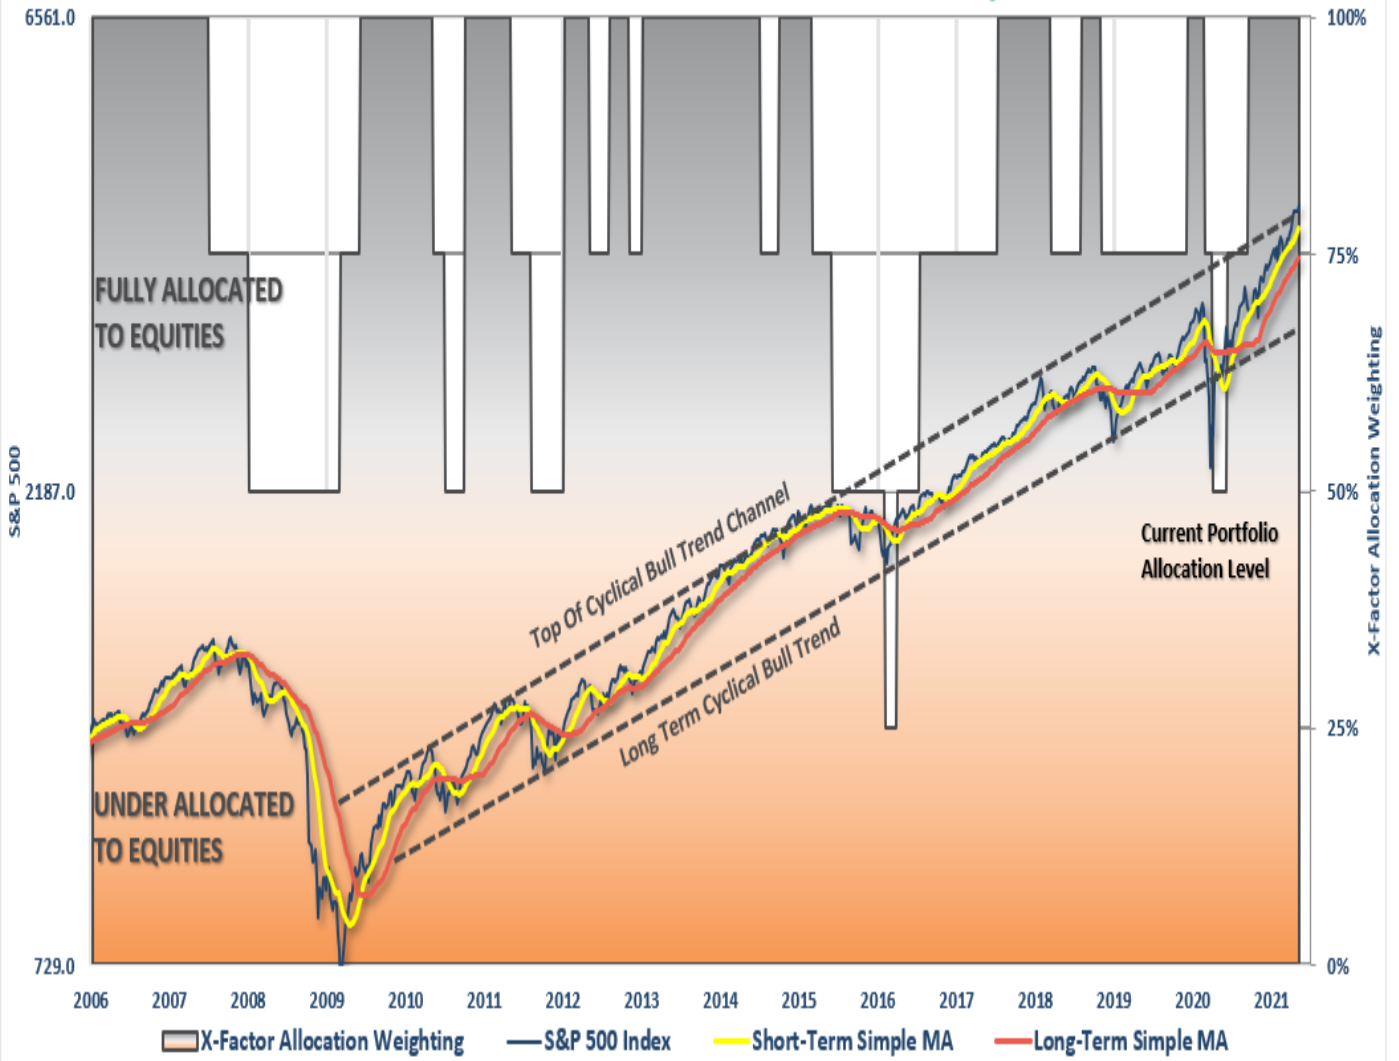 6561.0
100%
FULLY ALLOCATED
TO EQUITIES
75%
S&P 500
2187.0
50%
Top Of Cyclical Bull Trend Channel
Long Term Cyclical Bull Trend
Current Portfolio
Allocation Level
X-Factor Allocation Weighting
25%
UNDER ALLOCATED
TO EQUITIES
729.0
0%
2006 2007 2008 2009 2010 2011 2012 2013 2014 2015 2016 2017 2018 2019 2020 2021
X-Factor Allocation Weighting S&P 500 Index Short-Term Simple MA Long-Term Simple MA